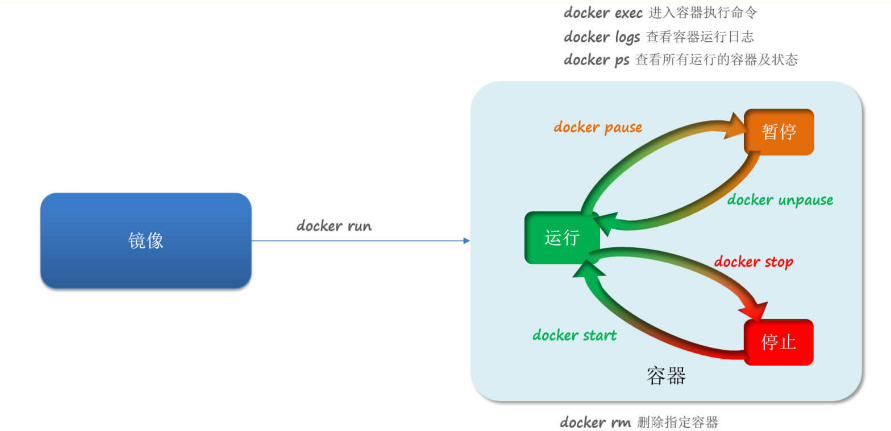 docker exec 进入容器执行命令
docker logs 查看容器运行日志
docker ps 查看所有运行的容器及状态
docker pause
暂停
docker unpause
镜像
docker run
运行
docker stop
docker start
停止
容器
docker rm 删除指定容器